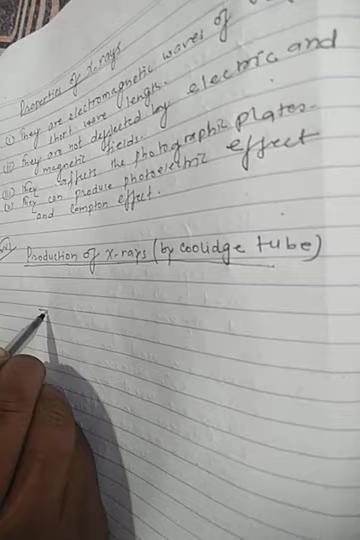 Properties of x.rays
(i) They are electromagnetic waves of
short wave length.
(ii) They are not deflected by electric and
magnetic fields.
(iii) They affects the photographic plates.
(iv) They can produce photoelectric effect
and compton effect.
Production of x.rays (by coolidge tube)